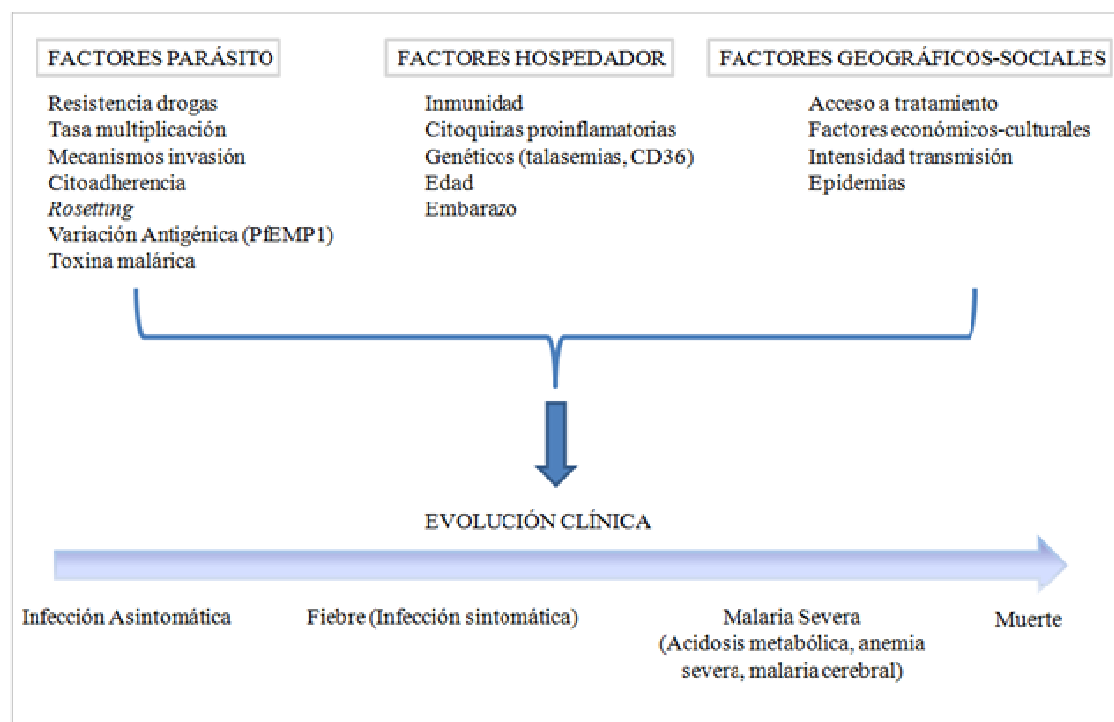 FACTORES PARÁSITO
Resistencia drogas
Tasa multiplicación
Mecanismos invasión
Citoadherencia
Rosetting
Variación Antigénica (PfEMP1)
Toxina malárica
FACTORES HOSPEDADOR
Inmunidad
Citoquiras proinflamatorias
Genéticos (talasemias, CD36)
Edad
Embarazo
FACTORES GEOGRÁFICOS-SOCIALES
Acceso a tratamiento
Factores económicos-culturales
Intensidad transmisión
Epidemias
EVOLUCIÓN CLÍNICA
Infección Asintomática
Fiebre (Infección sintomática)
Malaria Severa
(Acidosis metabólica, anemia
severa, malaria cerebral)
Muerte